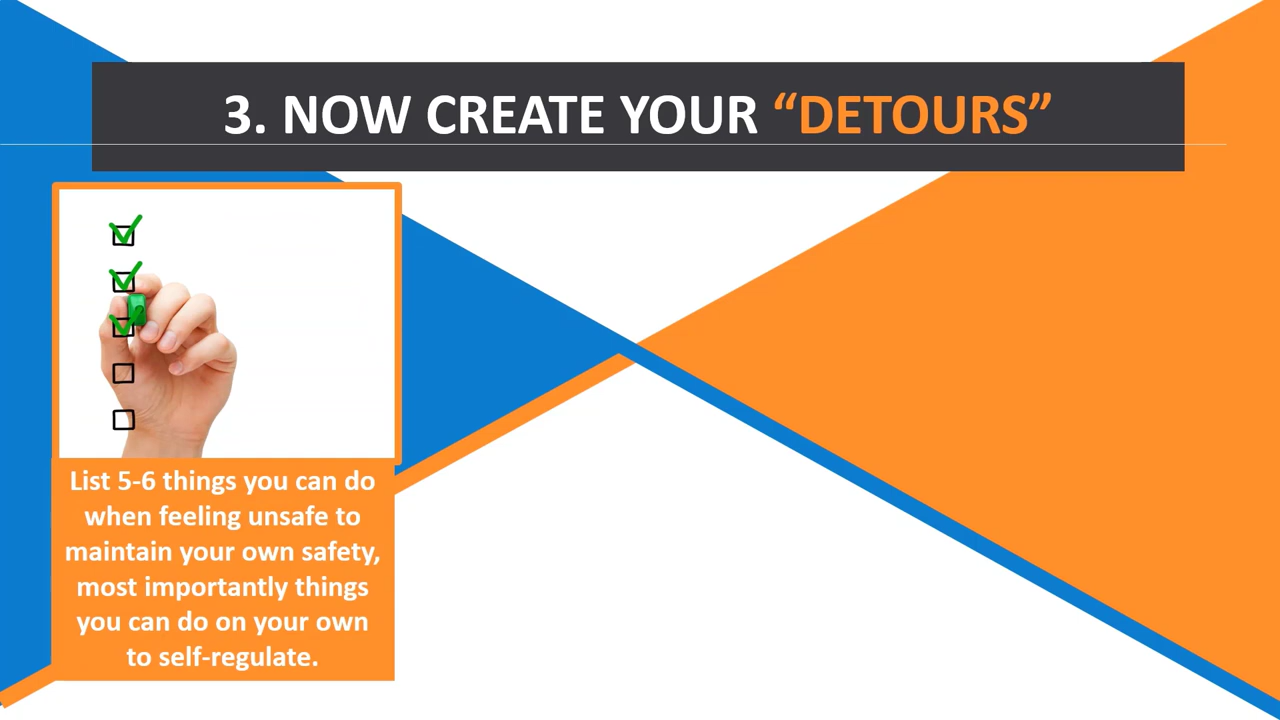 3. NOW CREATE YOUR “DETOURS”
List 5-6 things you can do
when feeling unsafe to
maintain your own safety,
most importantly things
you can do on your own
to self-regulate.